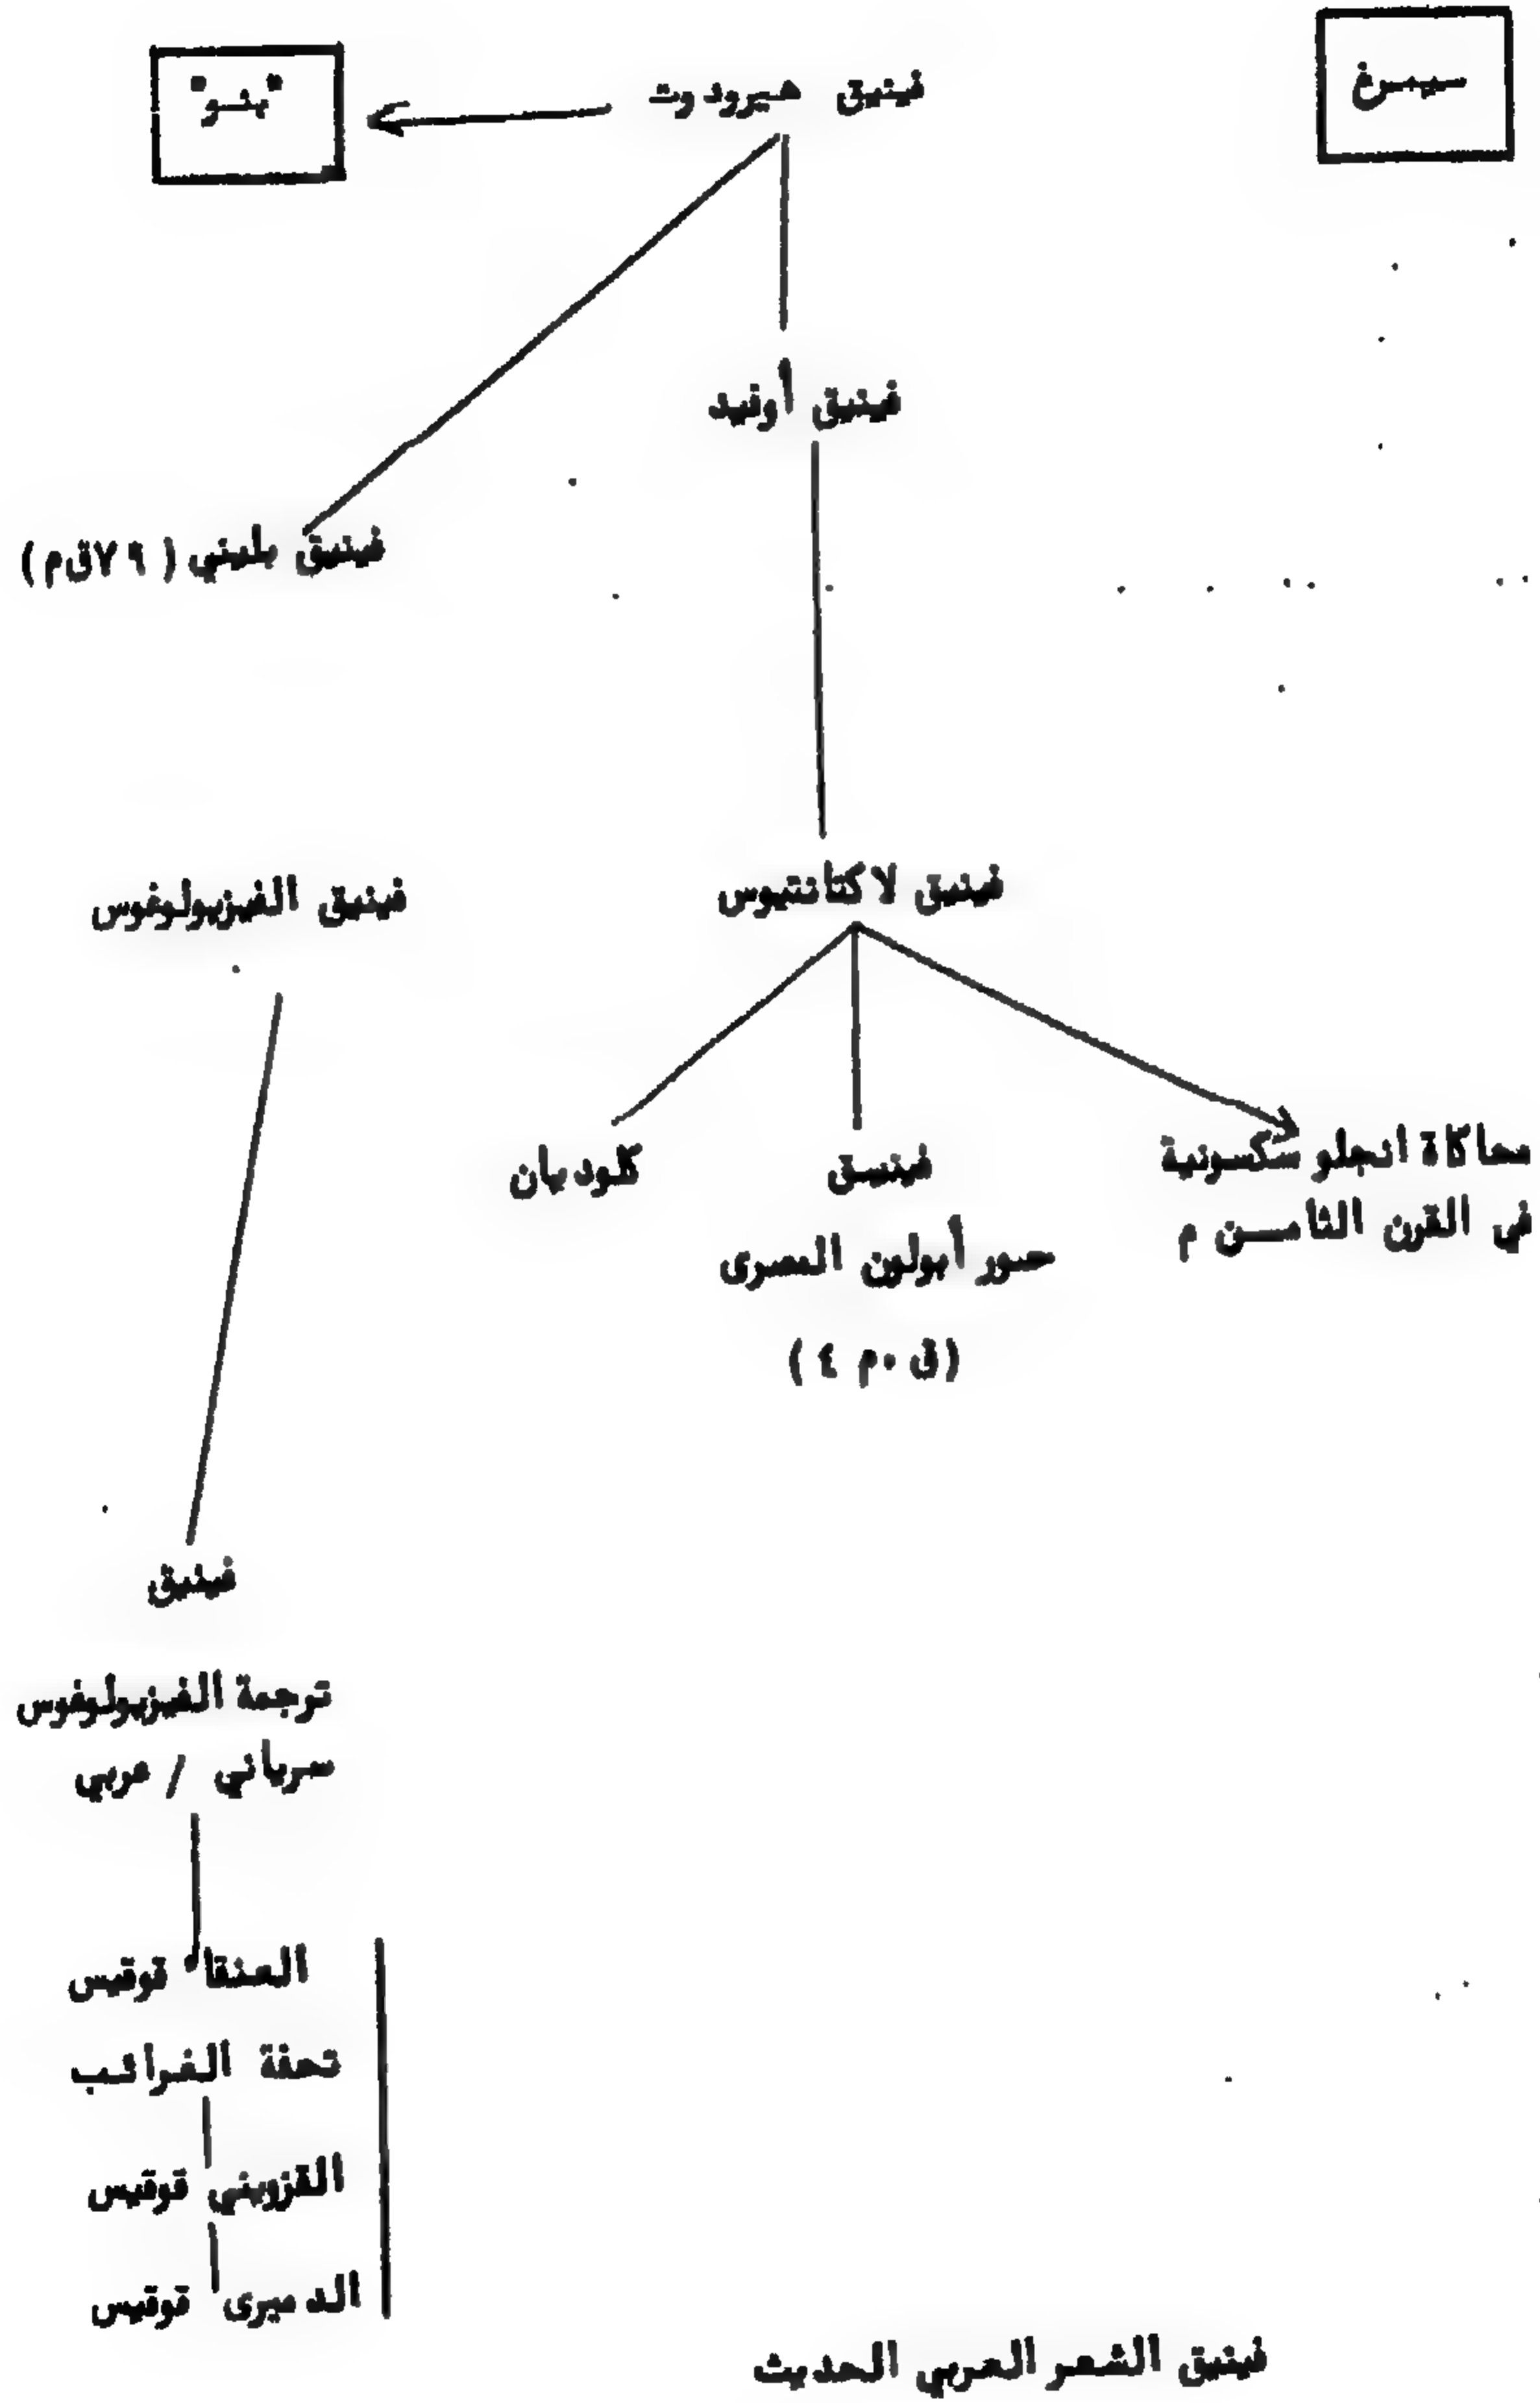 سيمرغ
فينيق هيرودوت
"بنو"
فينيق أوفيد
فينيق بليني (٧٩ق م)
فينيق لاكتانتيوس
فينيق الفيزيولوغوس
محاكاة انجلو سكسونية
في القرن الثامن م
فينيق
حور أبولون المصرى
(ق ٠م ٤)
كلوديان
فينيق
ترجمة الفيزيولوغوس
سرياني / عربي
العنقاء قوقيس
تحفة الغرائب
القزويني قوقيس
الدميرى قوقيس
فينيق الشعر العربي الحديث